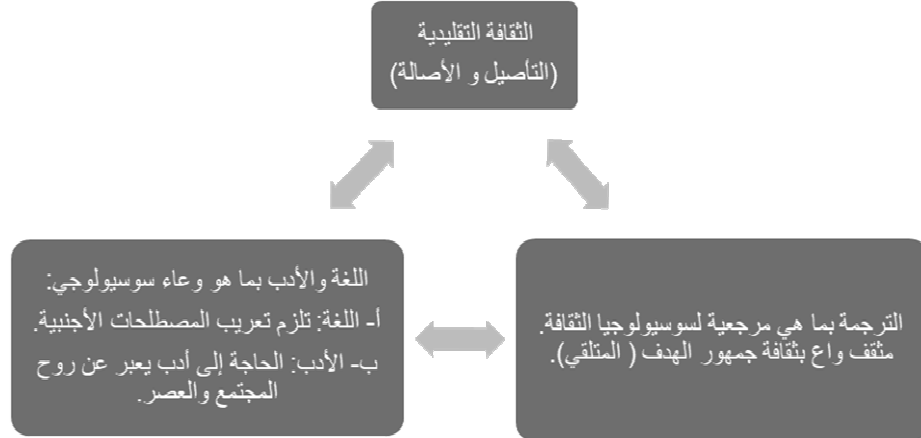 الثقافة التقليدية
(التأصيل و الأصالة)
اللغة والأدب بما هو وعاء سوسيولوجي:
أ- اللغة: تلزم تعريب المصطلحات الأجنبية.
ب- الأدب: الحاجة إلى أدب يعبر عن روح
المجتمع والعصر.
الترجمة بما هي مرجعية لسوسيولوجيا الثقافة.
مثقف واع بثقافة جمهور الهدف ( المتلقي).